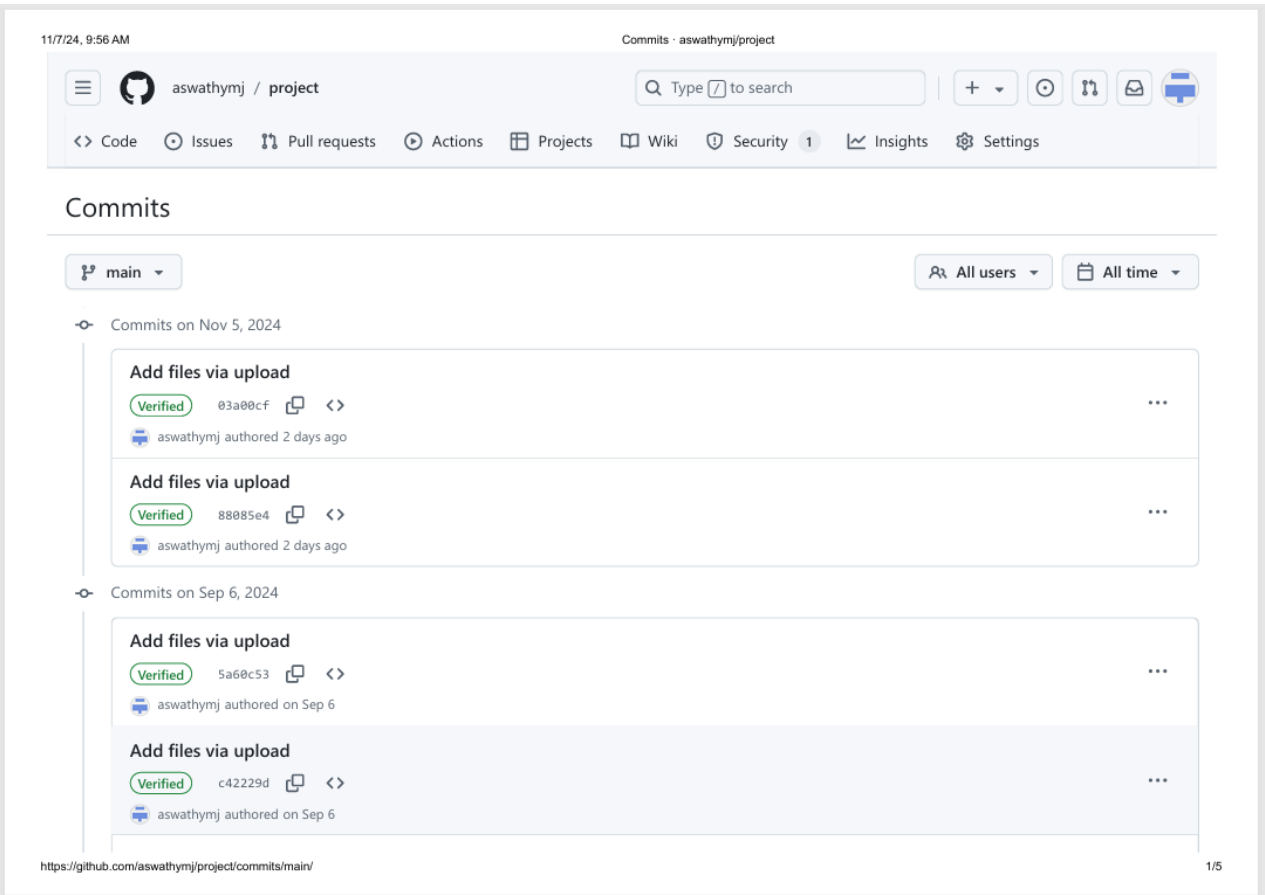 11/7/24, 9:56 AM Commits · aswathymj/project
aswathymj / project Type / to search
Code Issues Pull requests Actions Projects Wiki Security 1 Insights Settings
Commits
main All users All time
Commits on Nov 5, 2024
Add files via upload
Verified 03a00cf
aswathymj authored 2 days ago
Add files via upload
Verified 88085e4
aswathymj authored 2 days ago
Commits on Sep 6, 2024
Add files via upload
Verified 5a60c53
aswathymj authored on Sep 6
Add files via upload
Verified c42229d
aswathymj authored on Sep 6
https://github.com/aswathymj/project/commits/main/ 1/5